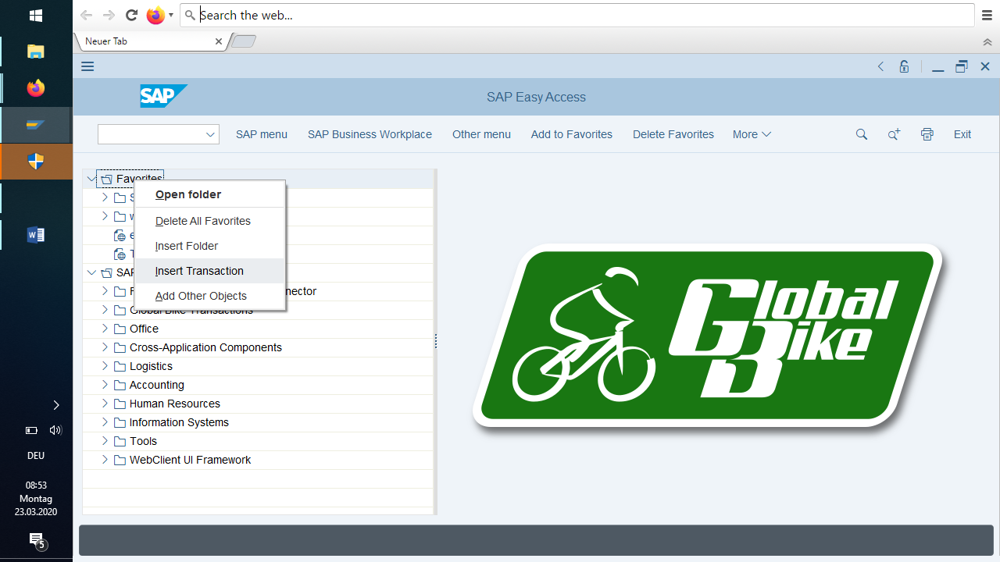 Search the web...
Neuer Tab
SAP
SAP Easy Access
SAP menu
SAP Business Workplace
Other menu
Add to Favorites
Delete Favorites
More
Exit
Favorites
Open folder
Delete All Favorites
Insert Folder
Insert Transaction
Add Other Objects
SAP
nector
Global Bike Transactions
Office
Cross-Application Components
Logistics
Accounting
Human Resources
Information Systems
Tools
WebClient UI Framework
Global
Bike
DEU
08:53
Montag
23.03.2020
5